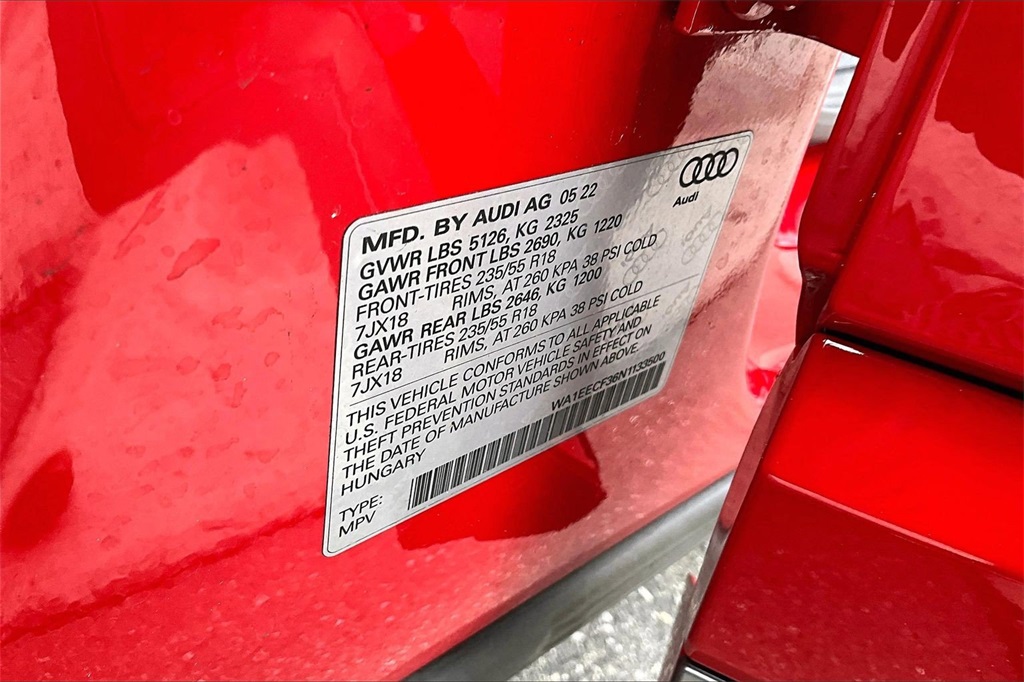 Audi
MFD. BY AUDI AG 05 22
GVWR LBS 5126, KG 2325
GAWR FRONT LBS 2690, KG 1220
FRONT-TIRES 235/55 R18
7JX18 RIMS, AT 260 KPA 38 PSI COLD
GAWR REAR LBS 2646, KG 1200
REAR-TIRES 235/55 R18
7JX18 RIMS, AT 260 KPA 38 PSI COLD
THIS VEHICLE CONFORMS TO ALL APPLICABLE
U.S. FEDERAL MOTOR VEHICLE SAFETY AND
THEFT PREVENTION STANDARDS IN EFFECT ON
THE DATE OF MANUFACTURE SHOWN ABOVE.
HUNGARY
WA1EECF36N1133500
TYPE:
MPV